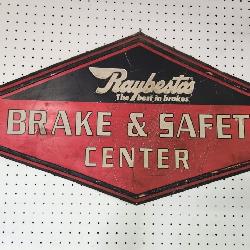 Raybestos
The best in brakes
BRAKE & SAFET
CENTER